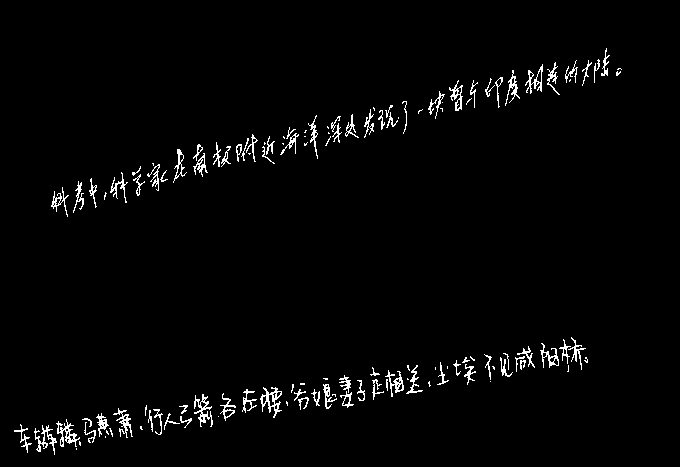 科考中,科学家在南极附近海洋深处发现了一块曾与印度相连的大陆。
车辚辚,马萧萧,行人弓箭各在腰,爷娘妻子走相送,尘埃不见咸阳桥。